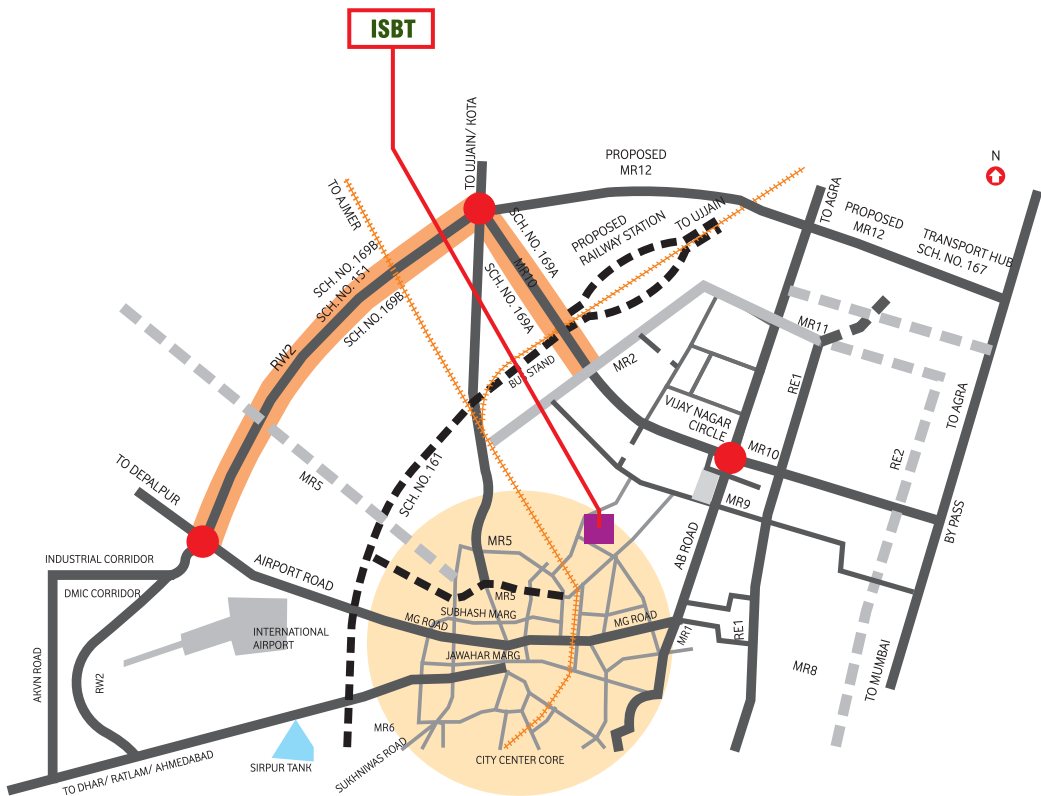 ISBT
TO UJJAIN/ KOTA
PROPOSED
MR12
N
TO AJMER
TO AGRA
PROPOSED
MR12
TRANSPORT HUB
SCH. NO. 167
SCH. NO. 169B
SCH. NO. 151
SCH. NO. 169B
SCH. NO. 169A
MR10
SCH. NO. 169A
PROPOSED
RAILWAY STATION
TO UJJAIN
RW2
BUS STAND
MR2
MR11
RE1
TO AGRA
VIJAY NAGAR
CIRCLE
MR10
RE2
MR9
BY PASS
TO DEPALPUR
MR5
SCH. NO. 161
AB ROAD
INDUSTRIAL CORRIDOR
DMIC CORRIDOR
AIRPORT ROAD
MR5
MR5
SUBHASH MARG
MG ROAD
MG ROAD
INTERNATIONAL
AIRPORT
JAWAHAR MARG
MR1
RE1
MR8
TO MUMBAI
AKVN ROAD
RW2
MR6
SUKHNIWAS ROAD
CITY CENTER CORE
SIRPUR TANK
TO DHAR/ RATLAM/ AHMEDABAD